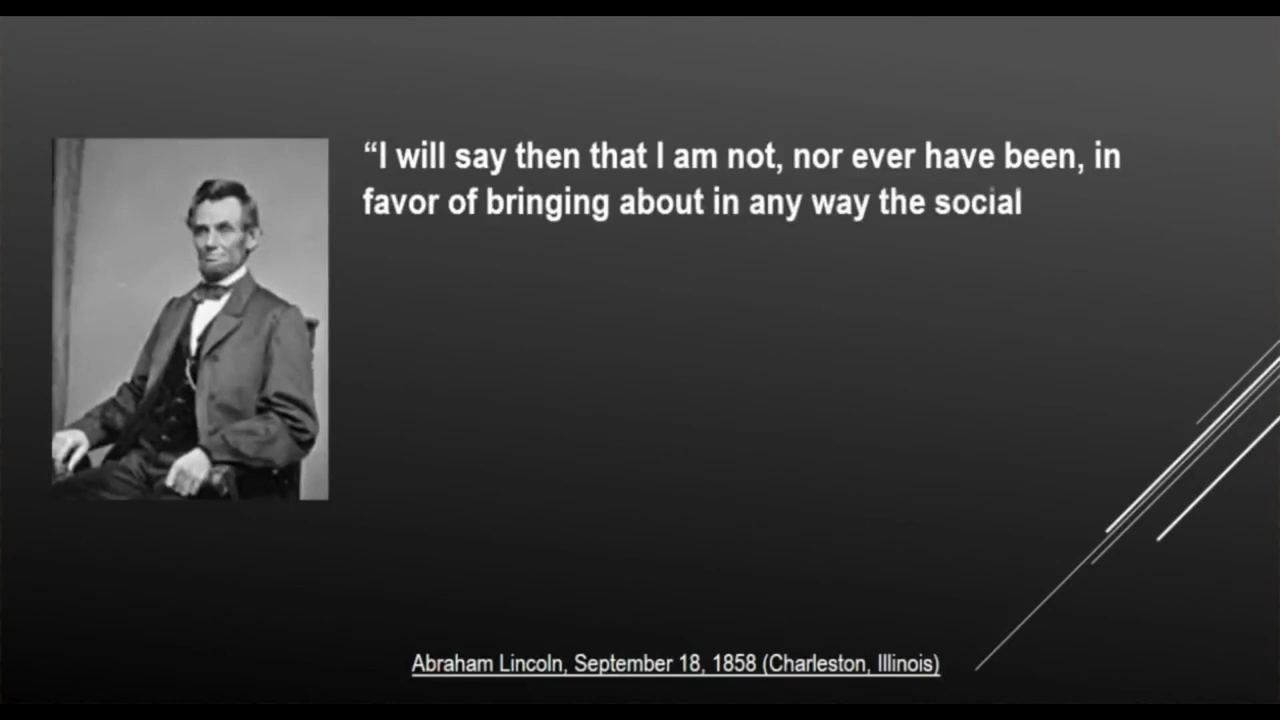 “I will say then that I am not, nor ever have been, in
favor of bringing about in any way the social
Abraham Lincoln, September 18, 1858 (Charleston, Illinois)